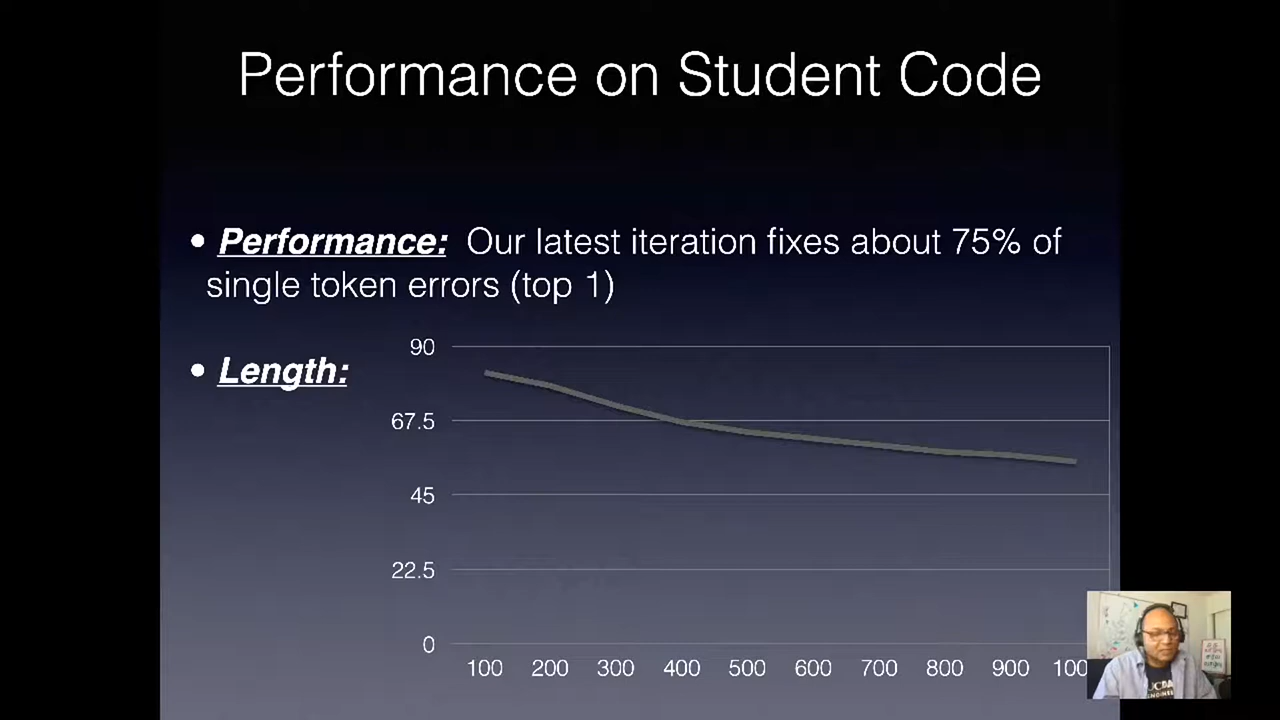 Performance on Student Code
• Performance: Our latest iteration fixes about 75% of
single token errors (top 1)
• Length:
90
67.5
45
22.5
0
100 200 300 400 500 600 700 800 900 100